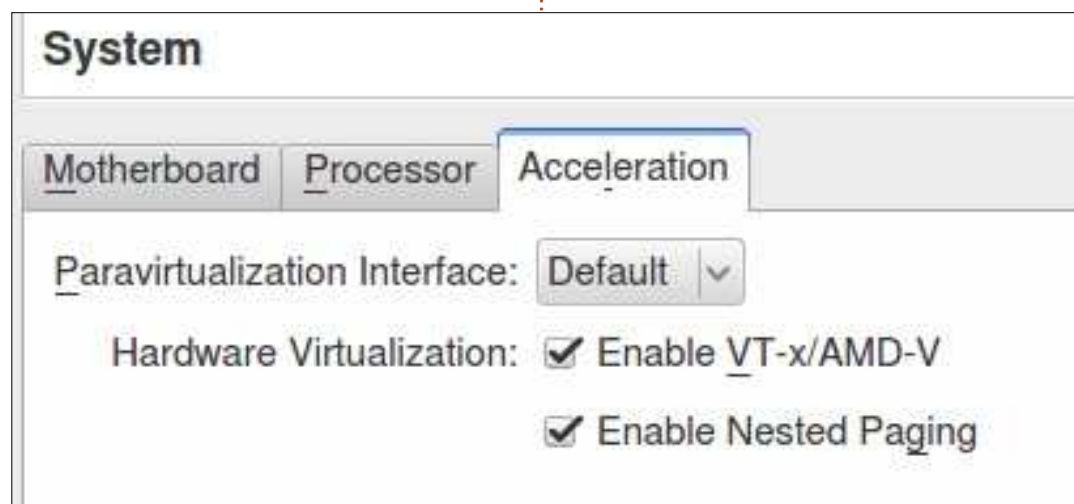 System
Motherboard Processor Acceleration
Paravirtualization Interface: Default
Hardware Virtualization: Enable VT-x/AMD-V
Enable Nested Paging